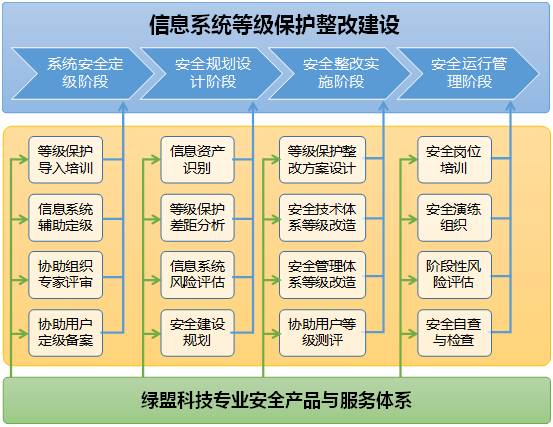 信息系统等级保护整改建设
系统安全定
级阶段
安全规划设
计阶段
安全整改实
施阶段
安全运行管
理阶段
等级保护
导入培训
信息资产
识别
等级保护整
改方案设计
安全岗位
培训
信息系统
辅助定级
等级保护
差距分析
安全技术体
系等级改造
安全演练
组织
协助组织
专家评审
信息系统
风险评估
安全管理体
系等级改造
阶段性风
险评估
协助用户
定级备案
安全建设
规划
协助用户等
级测评
安全自查
与检查
绿盟科技专业安全产品与服务体系